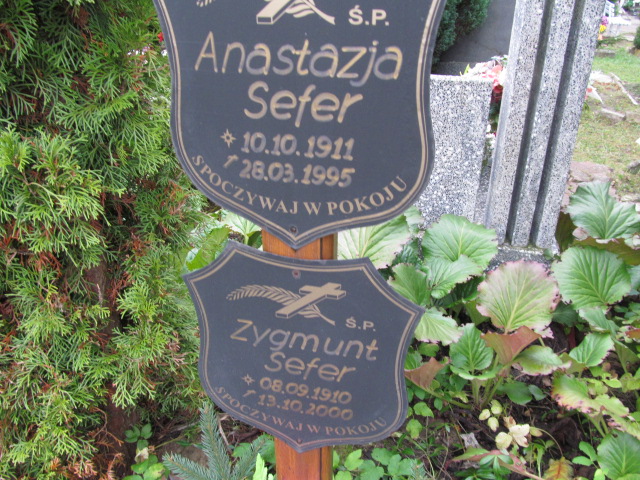 Ś.P.
Anastazja
Sefer
10.10.1911
28.03.1995
SPOCZYWAJ W POKOJU
Ś.P.
Zygmunt
Sefer
08.09.1910
13.10.2000
SPOCZYWAJ W POKOJU